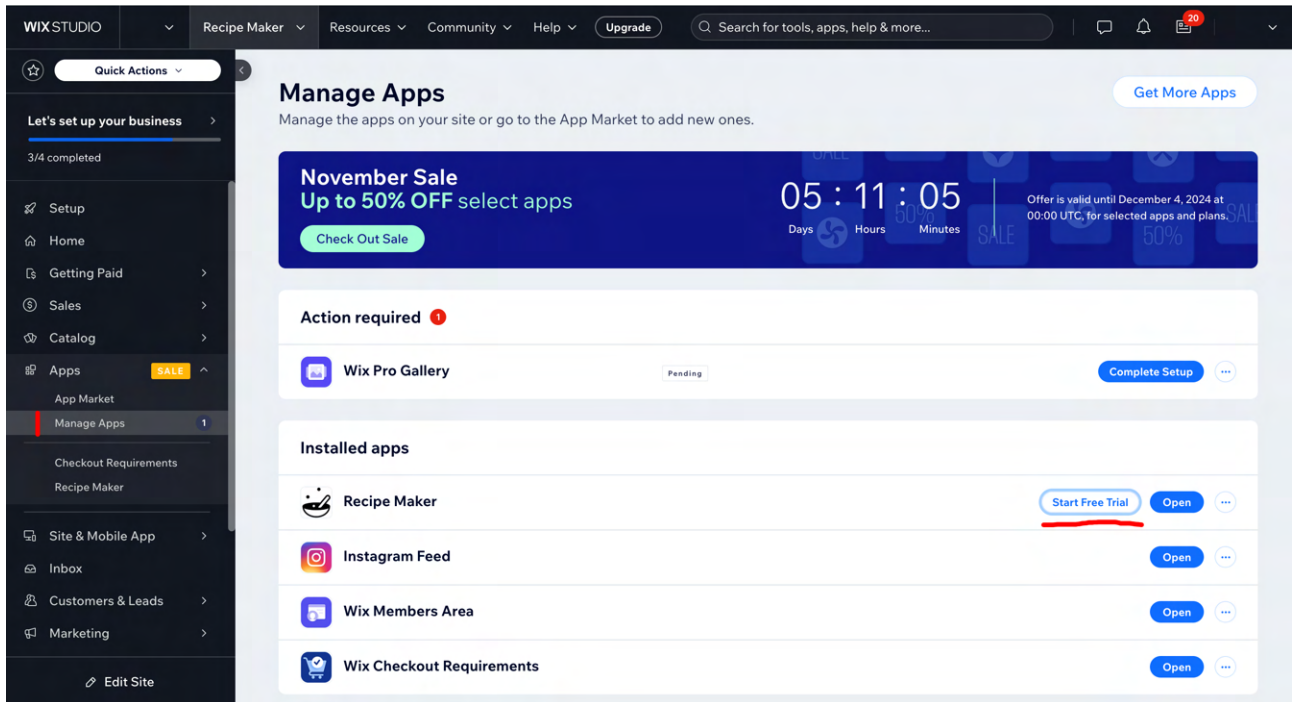 WIX STUDIO
Recipe Maker
Resources
Community
Help
Upgrade
Search for tools, apps, help & more...
20
Quick Actions
Let's set up your business
3/4 completed
Setup
Home
Getting Paid
Sales
Catalog
Apps SALE
App Market
Manage Apps 1
Checkout Requirements
Recipe Maker
Site & Mobile App
Inbox
Customers & Leads
Marketing
Edit Site
Manage Apps
Manage the apps on your site or go to the App Market to add new ones.
Get More Apps
November Sale
Up to 50% OFF select apps
Check Out Sale
05 : 11 : 05
Days Hours Minutes
Offer is valid until December 4, 2024 at
00:00 UTC, for selected apps and plans.
SALE
50%
SALE
50%
Action required 1
Wix Pro Gallery Pending Complete Setup
Installed apps
Recipe Maker Start Free Trial Open
Instagram Feed Open
Wix Members Area Open
Wix Checkout Requirements Open